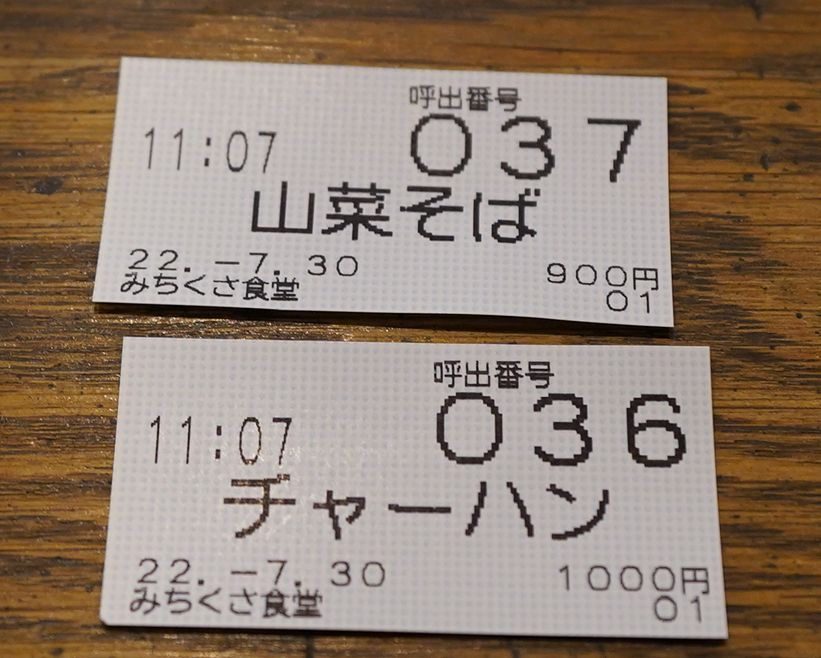 呼出番号
11:07 037
山菜そば
22.-7.30
みちくさ食堂 900円
01
呼出番号
11:07 036
チャーハン
22.-7.30 1000円
みちくさ食堂 01